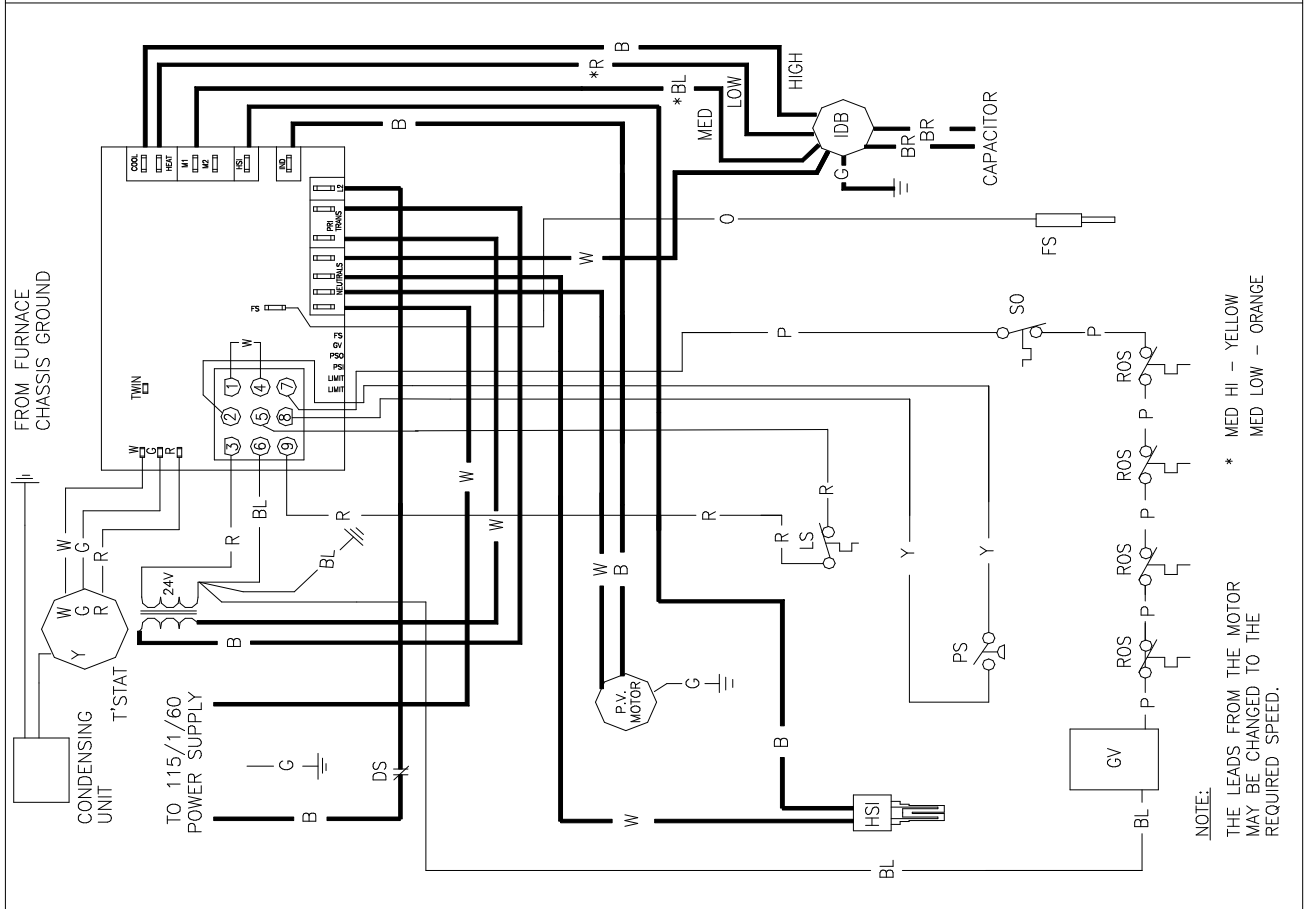 FROM FURNACE
CHASSIS GROUND
CONDENSING
UNIT
T'STAT
Y
W
G
R
W
G
R
W
G
R
TWIN
24V
R
BL
R
BL
TO 115/1/60
POWER SUPPLY
G
B
B
DS
1
2
3
4
5
6
7
8
9
W
FS
FS
GV
PSO
PSI
LIMIT
LIMIT
COOL
HEAT
M1
M2
HSI
IND
L2
PRI
TRANS
NEUTRALS
B
*R
*BL
B
HIGH
LOW
MED
IDB
G
BR
BR
CAPACITOR
W
O
FS
W
W
W
B
P.V.
MOTOR
G
R
R
LS
R
Y
Y
PS
P
SO
P
ROS
P
ROS
P
ROS
P
ROS
P
GV
BL
BL
B
W
HSI
* MED HI - YELLOW
MED LOW - ORANGE
NOTE:
THE LEADS FROM THE MOTOR
MAY BE CHANGED TO THE
REQUIRED SPEED.